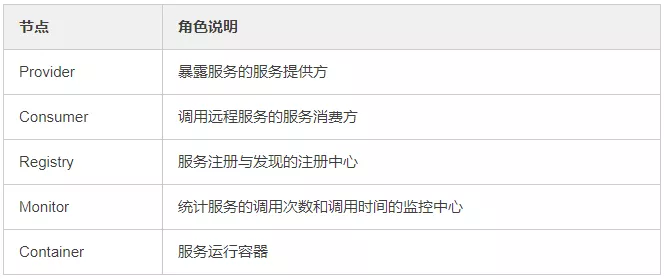 节点 角色说明
Provider 暴露服务的服务提供方
Consumer 调用远程服务的服务消费方
Registry 服务注册与发现的注册中心
Monitor 统计服务的调用次数和调用时间的监控中心
Container 服务运行容器